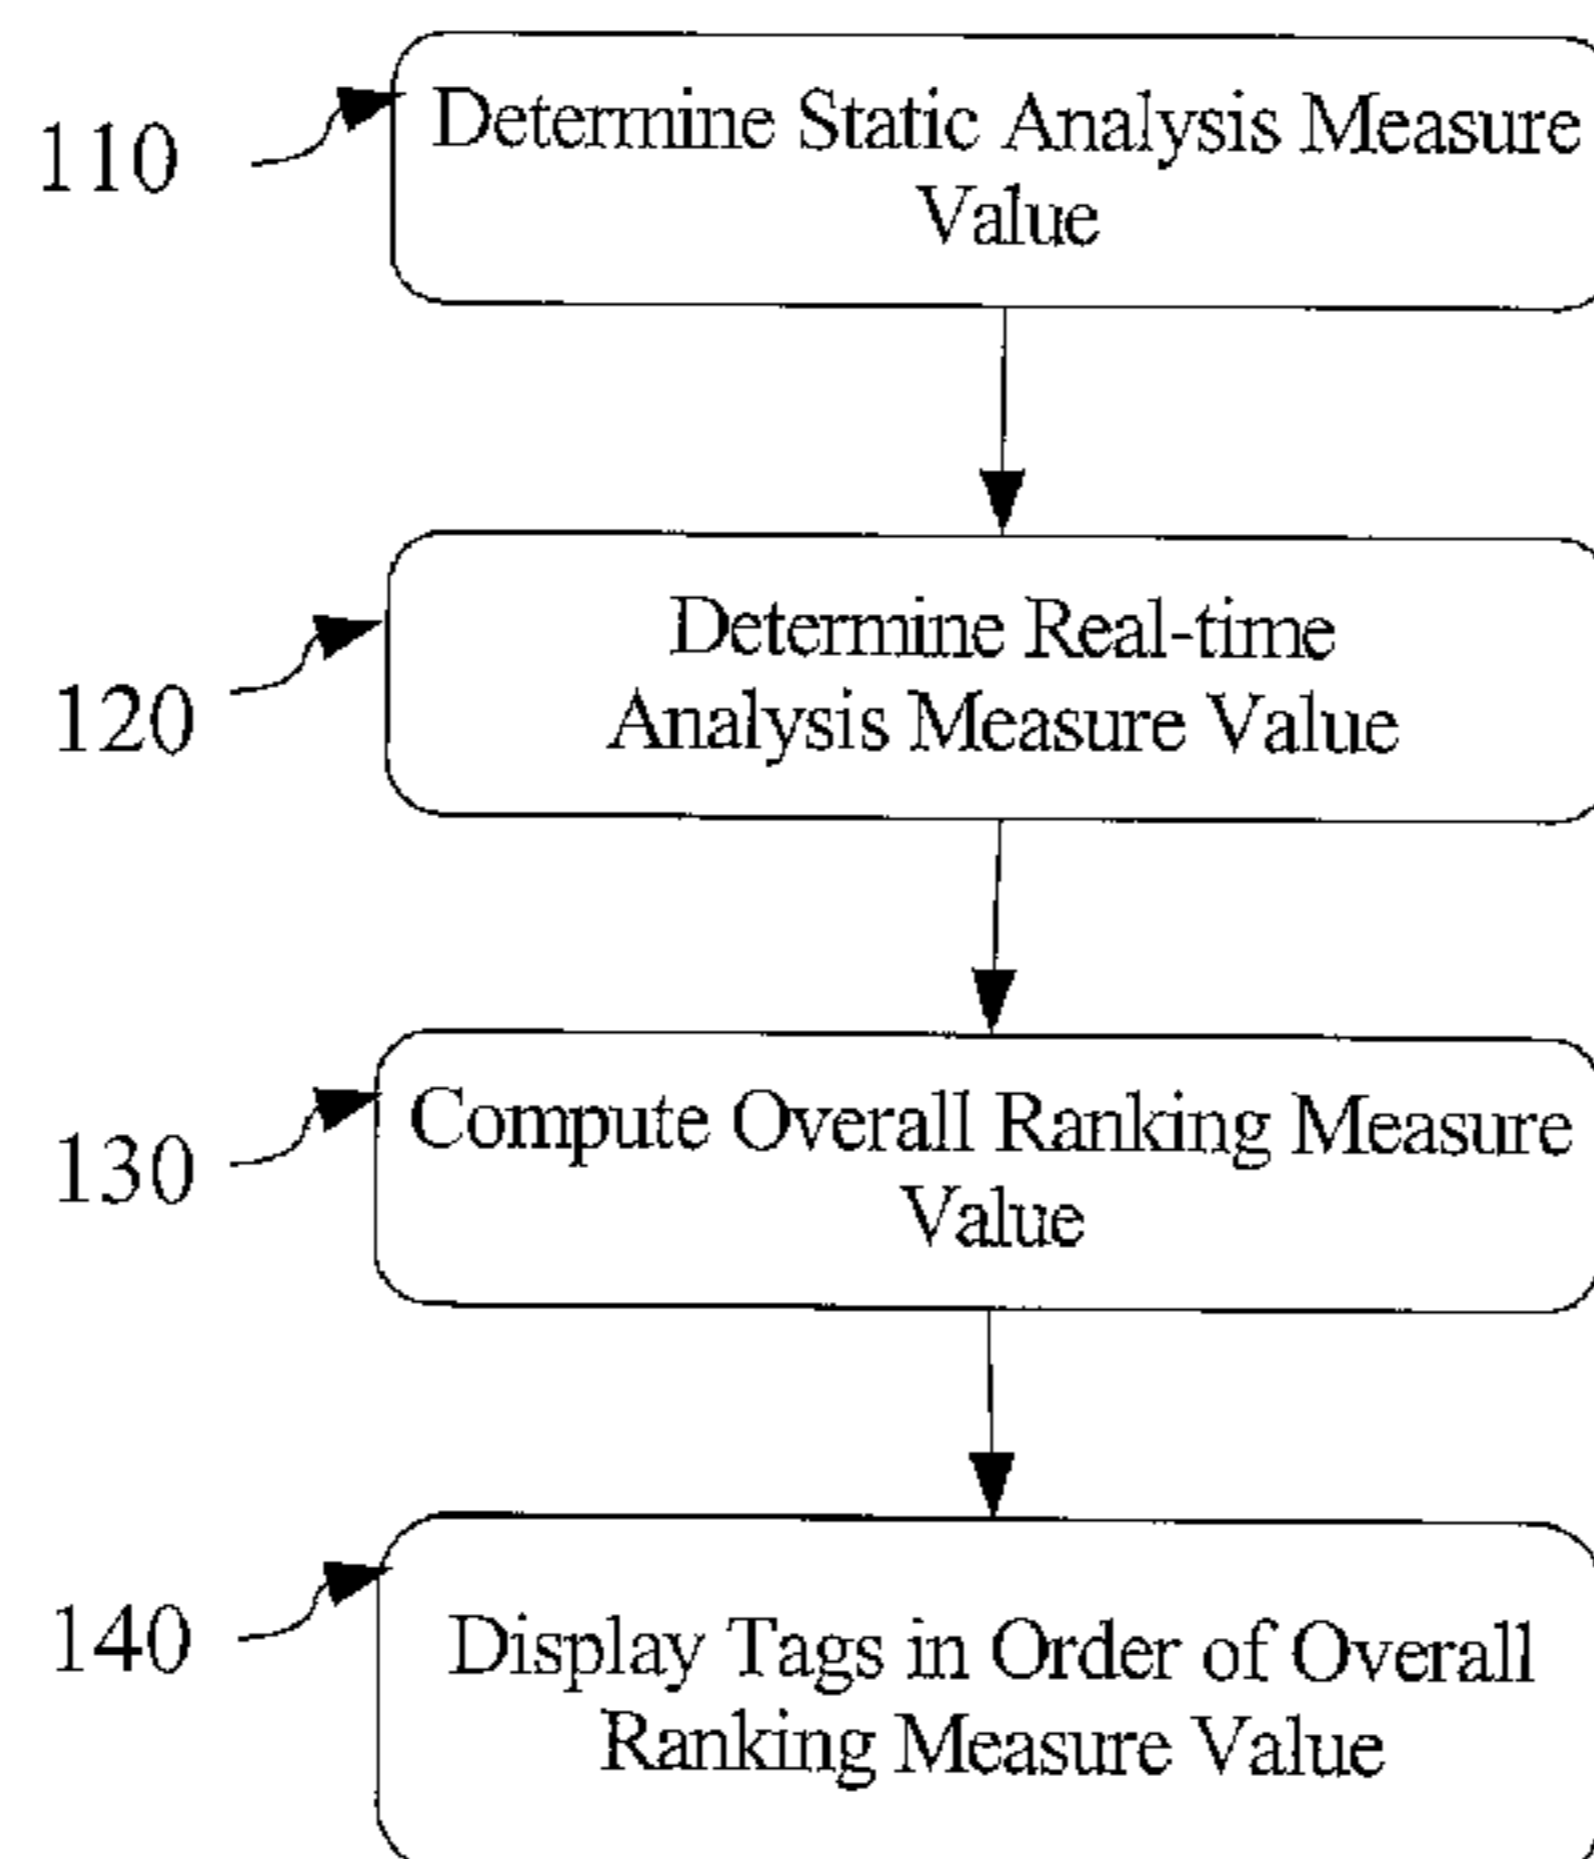 110
Determine Static Analysis Measure
Value
120
Determine Real-time
Analysis Measure Value
130
Compute Overall Ranking Measure
Value
140
Display Tags in Order of Overall
Ranking Measure Value